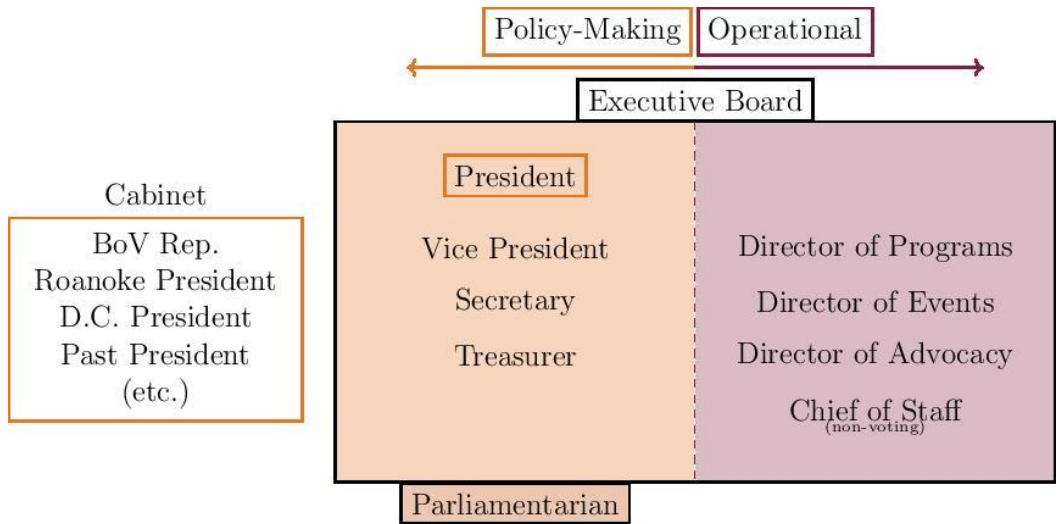 Policy-Making Operational
Executive Board
Cabinet
BoV Rep.
Roanoke President
D.C. President
Past President
(etc.)
President
Vice President
Secretary
Treasurer
Director of Programs
Director of Events
Director of Advocacy
Chief of Staff
(non-voting)
Parliamentarian